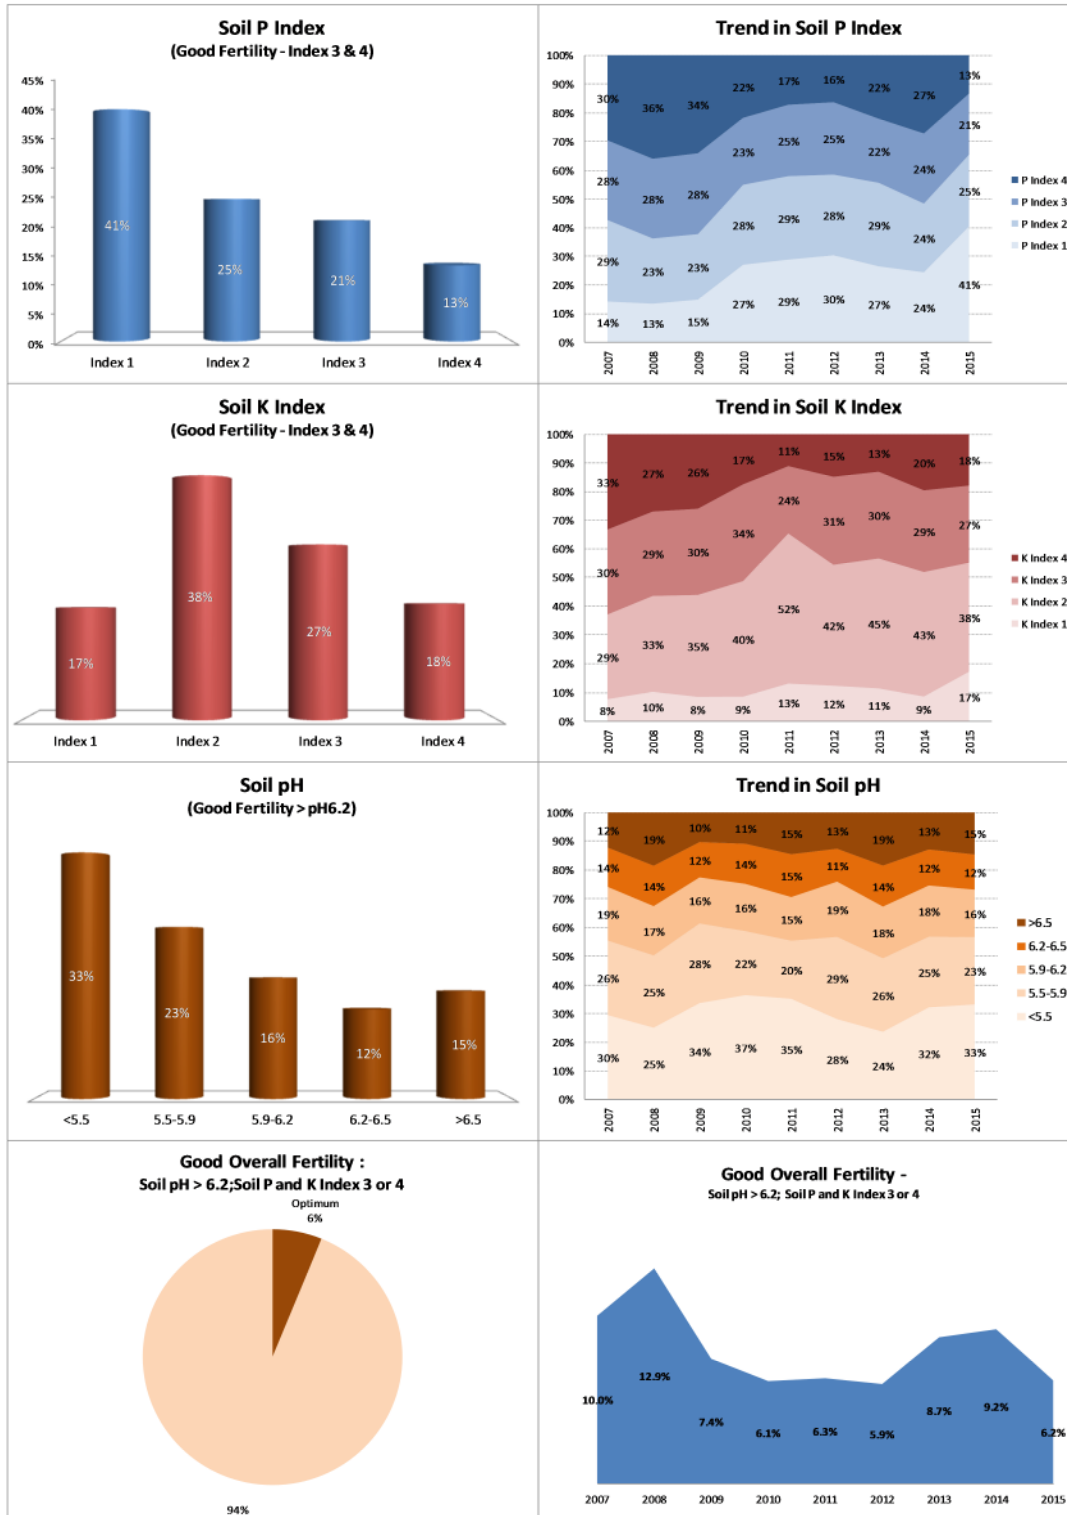 Soil P Index
(Good Fertility - Index 3 & 4)
45%
40%
35%
30%
25%
20%
15%
10%
5%
0%
41%
25%
21%
13%
Index 1
Index 2
Index 3
Index 4
Trend in Soil P Index
100%
90%
80%
70%
60%
50%
40%
30%
20%
10%
0%
30% 36% 34% 22% 17% 16% 22% 27% 13%
28% 28% 28% 23% 25% 25% 22% 24% 21%
29% 23% 23% 28% 29% 28% 29% 24% 25%
14% 13% 15% 27% 29% 30% 27% 24% 41%
2007 2008 2009 2010 2011 2012 2013 2014 2015
P Index 4
P Index 3
P Index 2
P Index 1
Soil K Index
(Good Fertility - Index 3 & 4)
17%
38%
27%
18%
Index 1
Index 2
Index 3
Index 4
Trend in Soil K Index
100%
90%
80%
70%
60%
50%
40%
30%
20%
10%
0%
33% 27% 26% 17% 11% 15% 13% 20% 18%
30% 29% 30% 34% 24% 31% 30% 29% 27%
29% 33% 35% 40% 52% 42% 45% 43% 38%
8% 10% 8% 9% 13% 12% 11% 9% 17%
2007 2008 2009 2010 2011 2012 2013 2014 2015
K Index 4
K Index 3
K Index 2
K Index 1
Soil pH
(Good Fertility > pH6.2)
33%
23%
16%
12%
15%
<5.5
5.5-5.9
5.9-6.2
6.2-6.5
>6.5
Trend in Soil pH
100%
90%
80%
70%
60%
50%
40%
30%
20%
10%
0%
12% 19% 10% 11% 15% 13% 19% 13% 15%
14% 14% 12% 14% 15% 11% 14% 12% 12%
19% 17% 16% 16% 15% 19% 18% 18% 16%
26% 25% 28% 22% 20% 29% 26% 25% 23%
30% 25% 34% 37% 35% 28% 24% 32% 33%
2007 2008 2009 2010 2011 2012 2013 2014 2015
>6.5
6.2-6.5
5.9-6.2
5.5-5.9
<5.5
Good Overall Fertility :
Soil pH > 6.2;Soil P and K Index 3 or 4
Optimum
6%
94%
Good Overall Fertility -
Soil pH > 6.2; Soil P and K Index 3 or 4
10.0% 12.9% 7.4% 6.1% 6.3% 5.9% 8.7% 9.2% 6.2%
2007 2008 2009 2010 2011 2012 2013 2014 2015